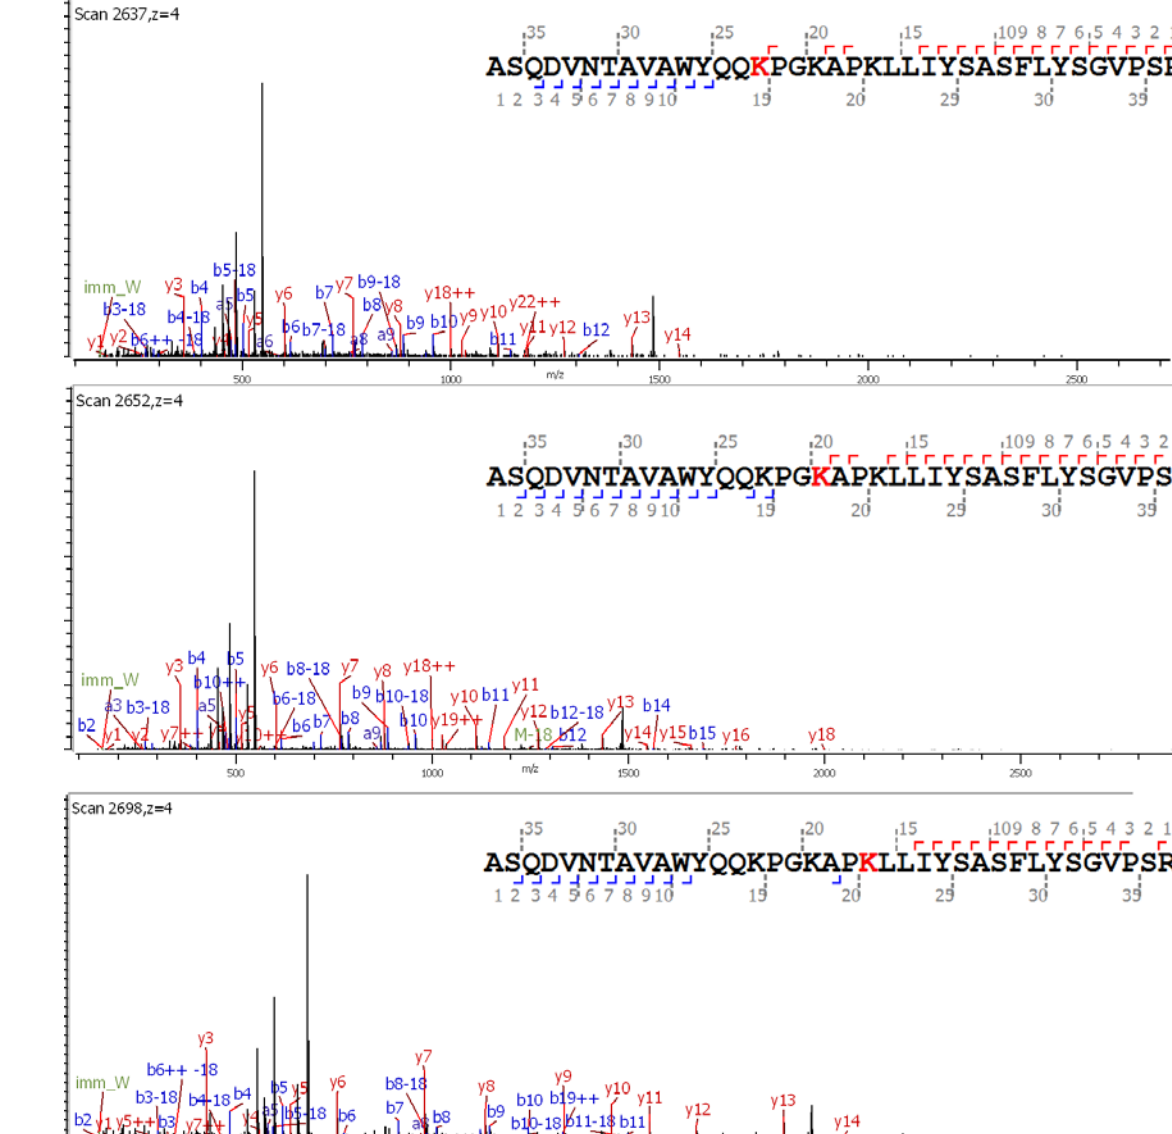 Scan 2637,z=4
35 30 25 20 15 109 8 7 6 5 4 3 2 1
ASQDVNTAVAWYQQKPGKAPKLLIYSASFLYSGVPSR
1 2 3 4 5 6 7 8 9 10 15 20 25 30 35
imm_W b3-18 y3 b4 b5-18 a5 b5 y6 b7 y7 b9-18 b8 y8 y18++ y9 y10 y22++
y1 y2 b6++ -18 b4-18 y4 y5 a6 b6 b7-18 a8 a9 b9 b10 b11 y11 y12 b12 y13 y14
500 1000 1500 2000 2500
m/z
Scan 2652,z=4
35 30 25 20 15 109 8 7 6 5 4 3 2
ASQDVNTAVAWYQQKPGKAPKLLIYSASFLYSGVPS
1 2 3 4 5 6 7 8 9 10 15 20 25 30 35
imm_W y3 b4 b5 y6 b8-18 y7 y8 y18++
b10++ b6-18 b9 b10-18 y10 b11 y11 y13 b14
b2 a3 b3-18 a5 y5 b7 b8 b10 y19++ y12 b12-18
y1 y2 y7++ 0++ b6 a9 M-18 b12 y14 y15 b15 y16 y18
500 1000 1500 2000 2500
m/z
Scan 2698,z=4
35 30 25 20 15 109 8 7 6 5 4 3 2 1
ASQDVNTAVAWYQQKPGKAPKLLIYSASFLYSGVPSR
1 2 3 4 5 6 7 8 9 10 15 20 25 30 35
y3 y7
imm_W b6++ -18 b5 y5 y6 b8-18 y8 y9 y10
b3-18 b4-18 b4 b7 b9 b10 b19++ y11 y12 y13
b2 y1 y5++ b3 y7++ y4 a5 b5-18 b6 a8 b8 b10-18 b11-18 b11 y14